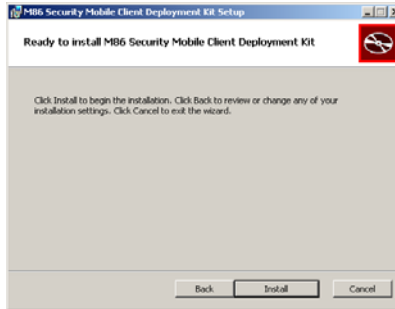 M86 Security Mobile Client Deployment Kit Setup
Ready to install M86 Security Mobile Client Deployment Kit
Click Install to begin the installation. Click Back to review or change any of your
installation settings. Click Cancel to exit the wizard.
Back Install Cancel